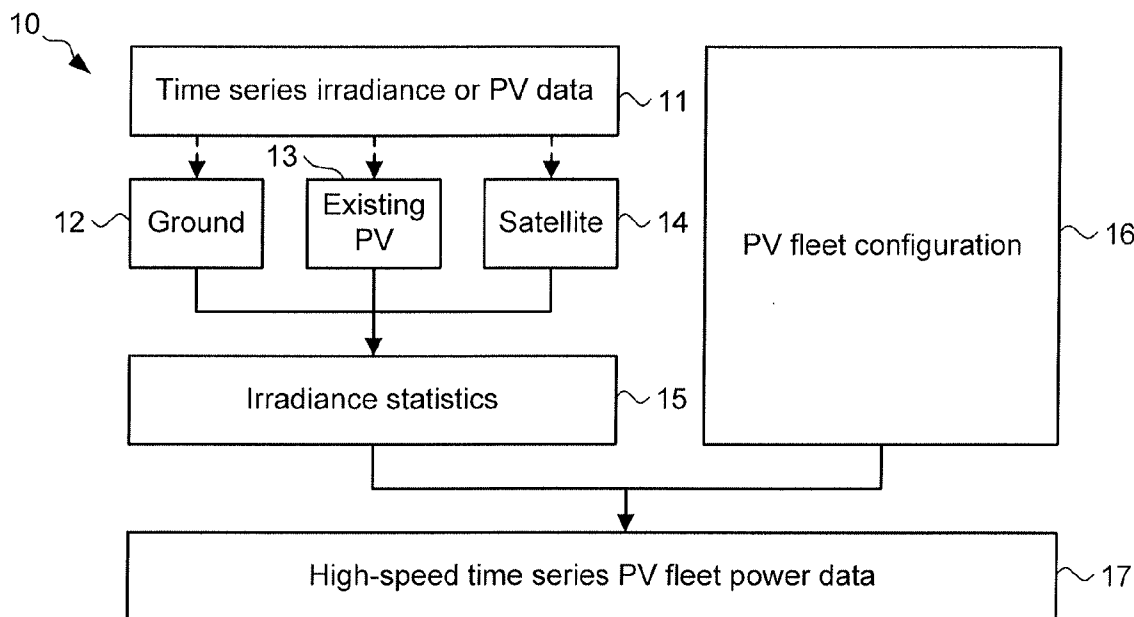 10
Time series irradiance or PV data
11
13
12
Ground
Existing
PV
Satellite
14
PV fleet configuration
16
Irradiance statistics
15
High-speed time series PV fleet power data
17